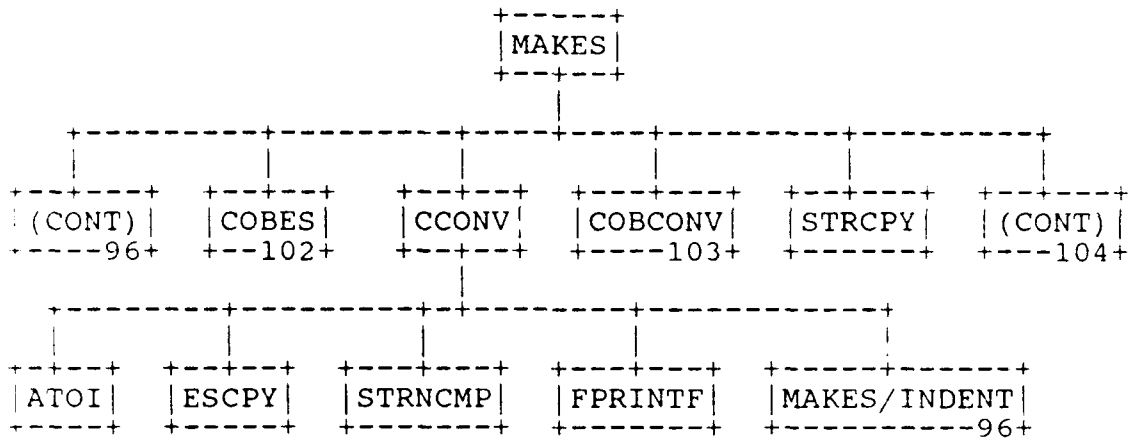 MAKES
(CONT) COBES CCONV COBCONV STRCPY (CONT)
96 102 103 104
ATOI ESCPY STRNCMP FPRINTF MAKES/INDENT
96